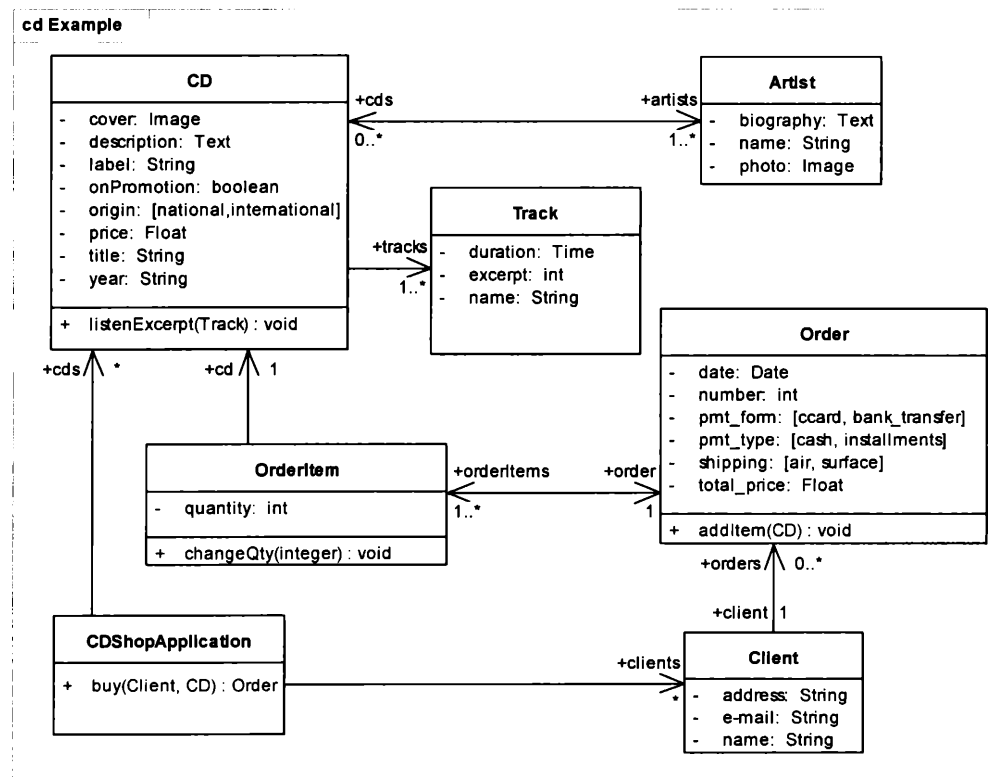 cd Example
CD
- cover: Image
- description: Text
- label: String
- onPromotion: boolean
- origin: [national,international]
- price: Float
- title: String
- year: String
+ listenExcerpt(Track) : void
+cds
0..*
+artists
1..*
Artist
- biography: Text
- name: String
- photo: Image
+tracks
1..*
Track
- duration: Time
- excerpt: int
- name: String
Order
- date: Date
- number: int
- pmt_form: [ccard, bank_transfer]
- pmt_type: [cash, installments]
- shipping: [air, surface]
- total_price: Float
+ addItem(CD) : void
+cds *
+cd 1
OrderItem
- quantity: int
+ changeQty(integer) : void
+orderItems
1..*
+order
1
+orders 0..*
+client 1
CDShopApplication
+ buy(Client, CD) : Order
+clients
*
Client
- address: String
- e-mail: String
- name: String